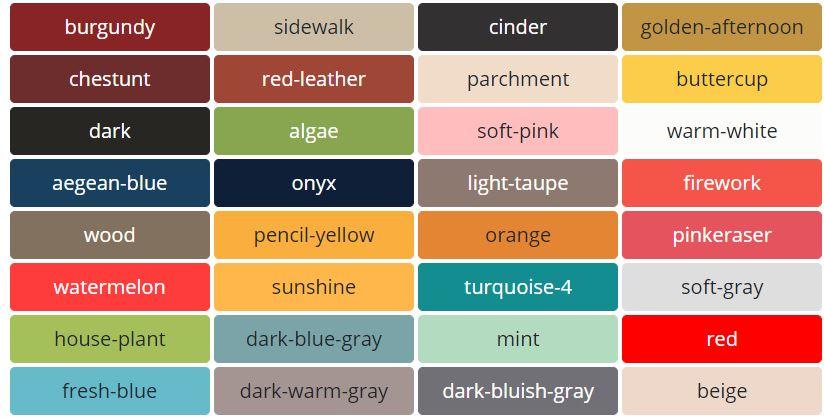 burgundy sidewalk cinder golden-afternoon
chestunt red-leather parchment buttercup
dark algae soft-pink warm-white
aegean-blue onyx light-taupe firework
wood pencil-yellow orange pinkeraser
watermelon sunshine turquoise-4 soft-gray
house-plant dark-blue-gray mint red
fresh-blue dark-warm-gray dark-bluish-gray beige